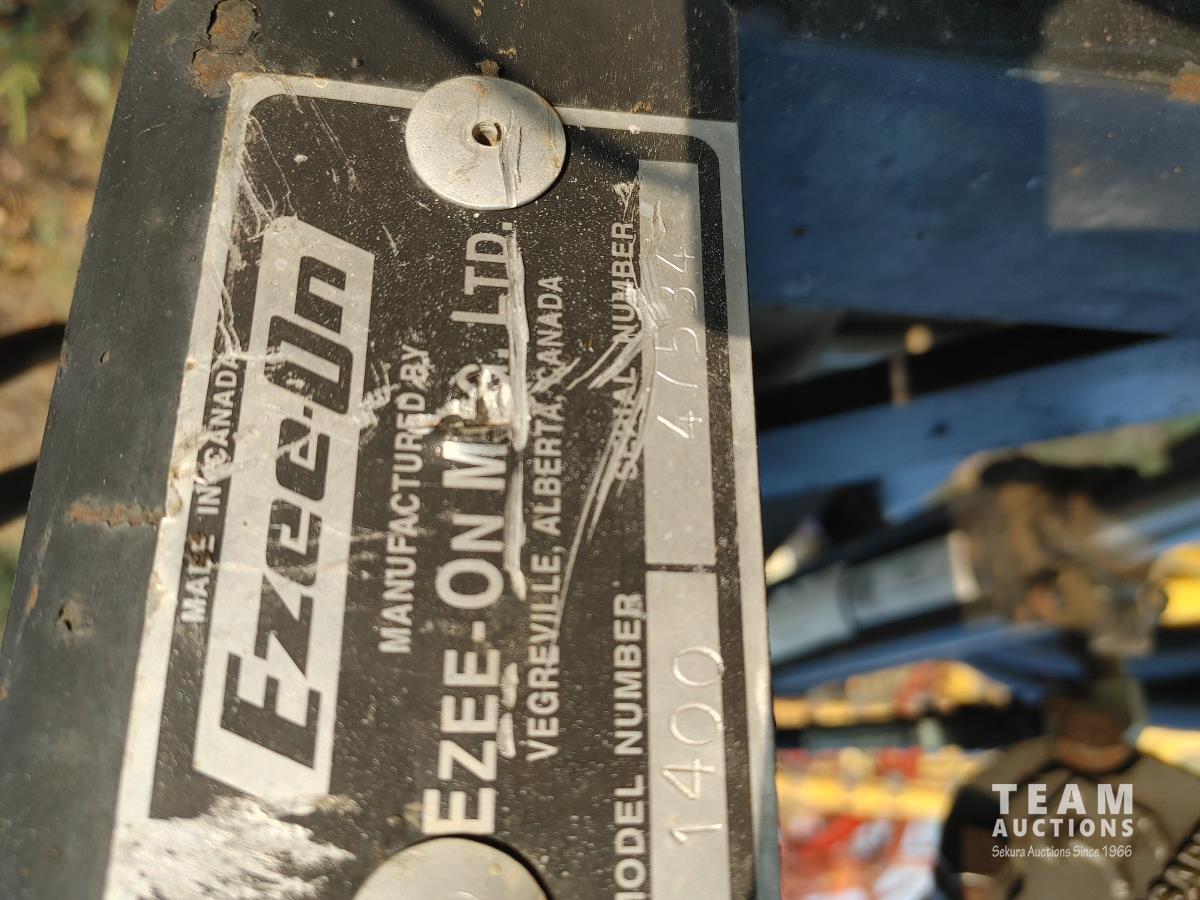 MADE IN CANADA
Ezee-On
MANUFACTURED BY
EZEE-ON MFG. LTD.
VEGREVILLE, ALBERTA, CANADA
MODEL NUMBER SERIAL NUMBER
1400 47534
TEAM
AUCTIONS
Sekura Auctions Since 1966